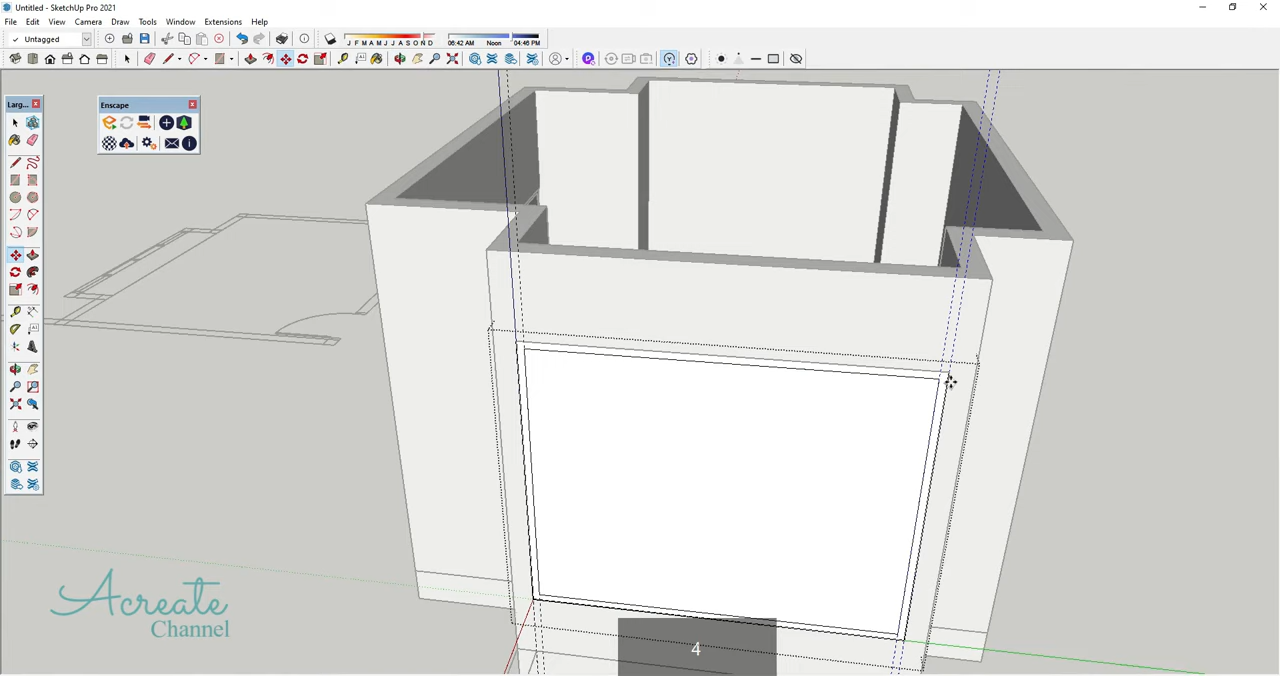 Untitled - SketchUp Pro 2021
File Edit View Camera Draw Tools Window Extensions Help
Untagged
J F M A M J J A S O N D
06:42 AM Noon 04:46 PM
Larg...
Enscape
Acreate
Channel
4